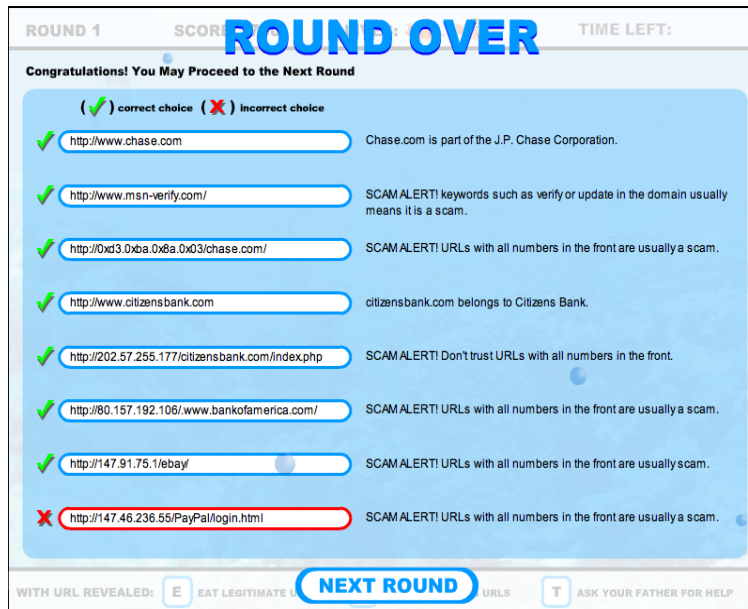 ROUND 1
TIME LEFT:
ROUND OVER
Congratulations! You May Proceed to the Next Round
(✓) correct choice (✗) incorrect choice
http://www.chase.com
Chase.com is part of the J.P. Chase Corporation.
http://www.msn-verify.com/
SCAM ALERT! keywords such as verify or update in the domain usually
means it is a scam.
http://0xd3.0xba.0x8a.0x03/chase.com/
SCAM ALERT! URLs with all numbers in the front are usually a scam.
http://www.citizensbank.com
citizensbank.com belongs to Citizens Bank.
http://202.57.255.177/citizensbank.com/index.php
SCAM ALERT! Don't trust URLs with all numbers in the front.
http://80.157.192.106/.www.bankofamerica.com/
SCAM ALERT! URLs with all numbers in the front are usually a scam.
http://147.91.75.1/ebay/
SCAM ALERT! URLs with all numbers in the front are usually scam.
http://147.46.236.55/PayPal/login.html
SCAM ALERT! URLs with all numbers in the front are usually a scam.
WITH URL REVEALED: E EAT LEGITIMATE
NEXT ROUND
URLS T ASK YOUR FATHER FOR HELP